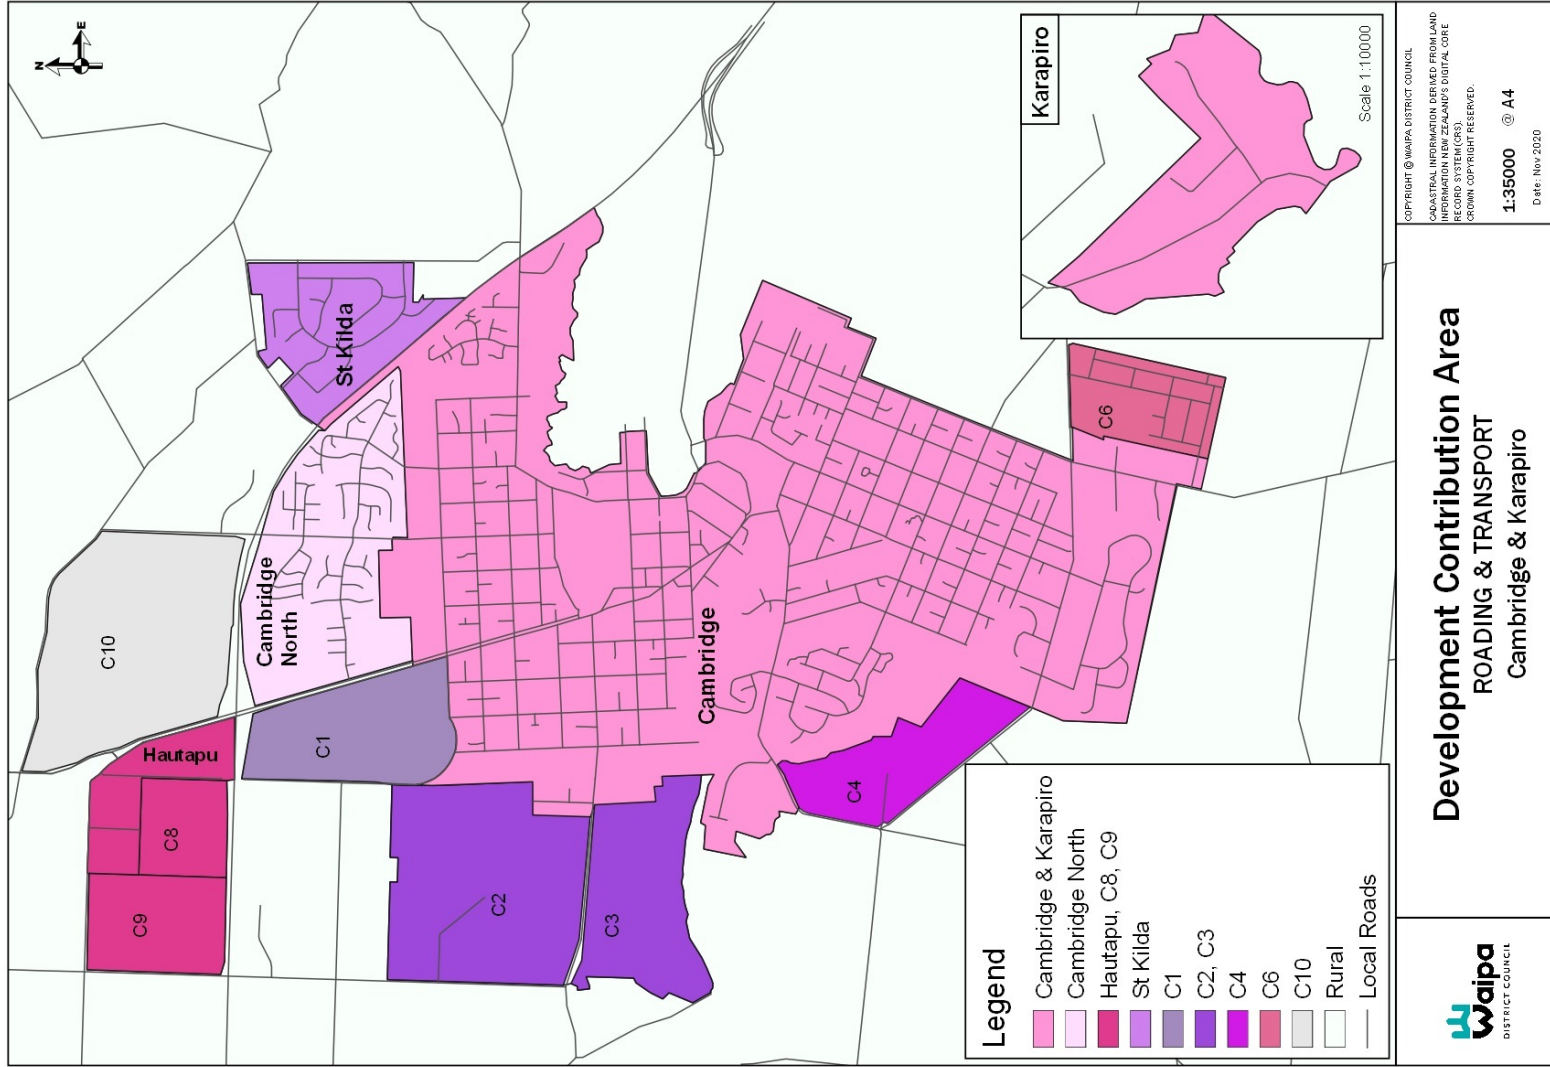 N
E
C10
Hautapu
C8
C9
C1
Cambridge
North
St Kilda
C2
C3
Cambridge
C4
C6
Karapiro
Scale 1:10000
Legend
Cambridge & Karapiro
Cambridge North
Hautapu, C8, C9
St Kilda
C1
C2, C3
C4
C6
C10
Rural
Local Roads
Waipa
DISTRICT COUNCIL
Development Contribution Area
ROADING & TRANSPORT
Cambridge & Karapiro
COPYRIGHT © WAIPA DISTRICT COUNCIL
CADASTRAL INFORMATION DERIVED FROM LAND
INFORMATION NEW ZEALAND'S DIGITAL CORE
RECORD SYSTEM (CRS).
CROWN COPYRIGHT RESERVED.
1:35000 @ A4
Date: Nov 2020